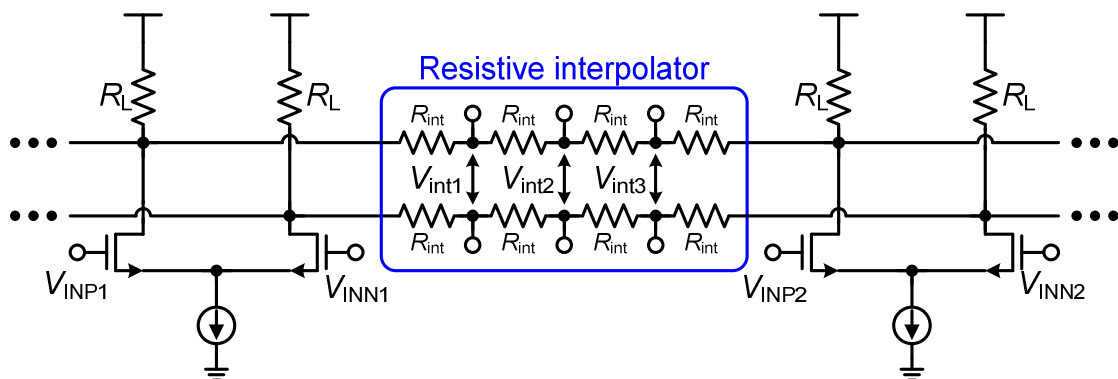 Resistive interpolator
RL
RL
RL
RL
Rint
Rint
Rint
Rint
Vint1
Vint2
Vint3
Rint
Rint
Rint
Rint
VINP1
VINN1
VINP2
VINN2